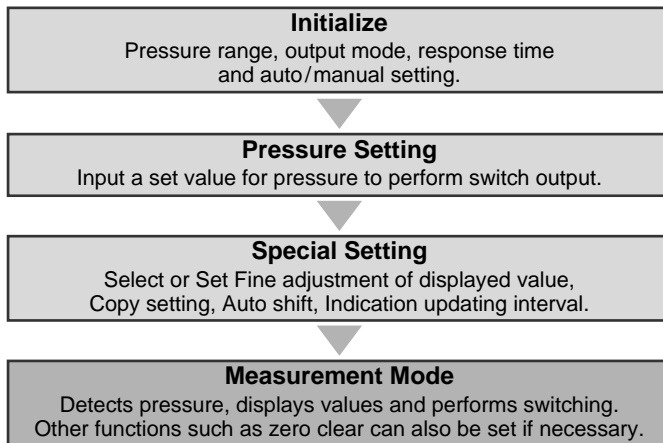 Initialize
Pressure range, output mode, response time
and auto/manual setting.
Pressure Setting
Input a set value for pressure to perform switch output.
Special Setting
Select or Set Fine adjustment of displayed value,
Copy setting, Auto shift, Indication updating interval.
Measurement Mode
Detects pressure, displays values and performs switching.
Other functions such as zero clear can also be set if necessary.